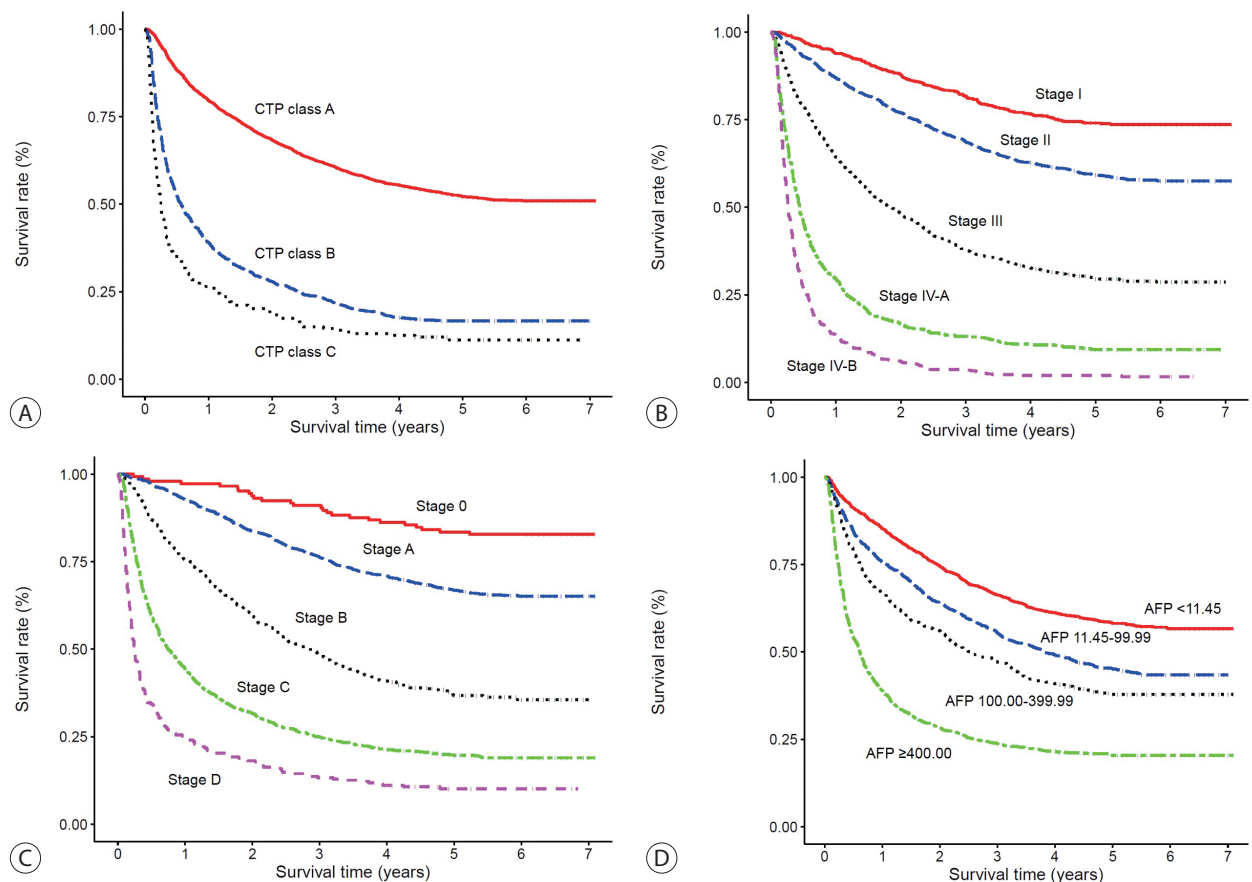 1.00
0.75
0.50
0.25
0.00
Survival rate (%)
CTP class A
CTP class B
CTP class C
0 1 2 3 4 5 6 7
Survival time (years)
A
1.00
0.75
0.50
0.25
0.00
Survival rate (%)
Stage I
Stage II
Stage III
Stage IV-A
Stage IV-B
0 1 2 3 4 5 6 7
Survival time (years)
B
1.00
0.75
0.50
0.25
0.00
Survival rate (%)
Stage 0
Stage A
Stage B
Stage C
Stage D
0 1 2 3 4 5 6 7
Survival time (years)
C
1.00
0.75
0.50
0.25
0.00
Survival rate (%)
AFP <11.45
AFP 11.45-99.99
AFP 100.00-399.99
AFP ≥400.00
0 1 2 3 4 5 6 7
Survival time (years)
D